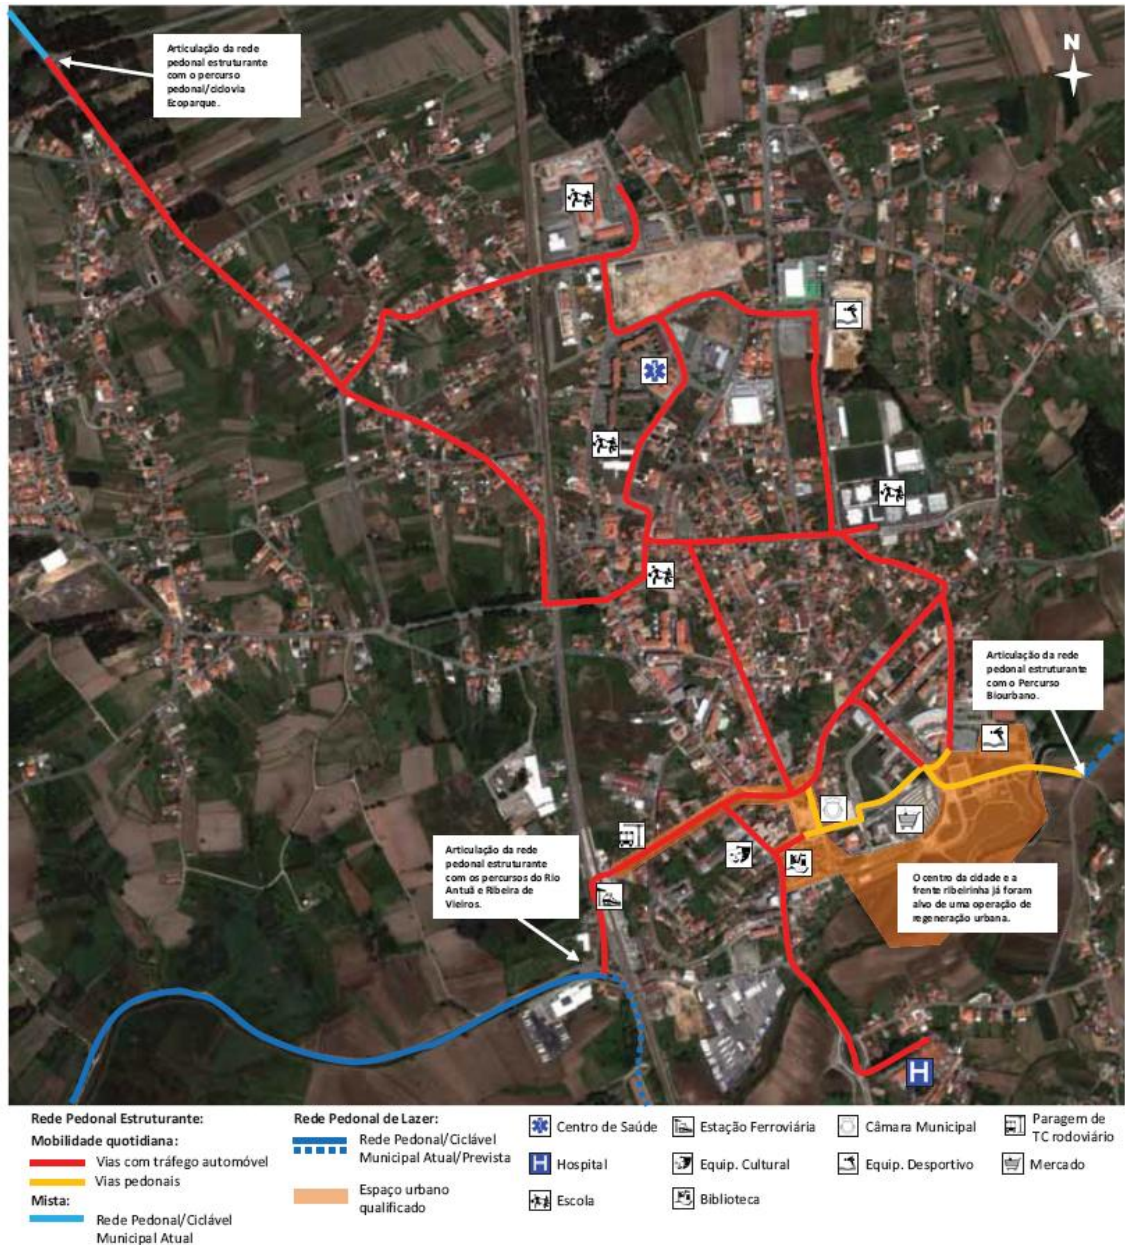 N
Articulação da rede
pedonal estruturante
com o percurso
pedonal/ciclovia
Ecoparque.
Articulação da rede
pedonal estruturante
com o Percurso
Biourbano.
Articulação da rede
pedonal estruturante
com os percursos do Rio
Antuã e Ribeira de
Vieiros.
O centro da cidade e a
frente ribeirinha já foram
alvo de uma operação de
regeneração urbana.
H
Rede Pedonal Estruturante:
Mobilidade quotidiana:
Vias com tráfego automóvel
Vias pedonais
Mista:
Rede Pedonal/Ciclável
Municipal Atual
Rede Pedonal de Lazer:
Rede Pedonal/Ciclável
Municipal Atual/Prevista
Espaço urbano
qualificado
Centro de Saúde
H Hospital
Escola
Estação Ferroviária
Equip. Cultural
Biblioteca
Câmara Municipal
Equip. Desportivo
Paragem de
TC rodoviário
Mercado